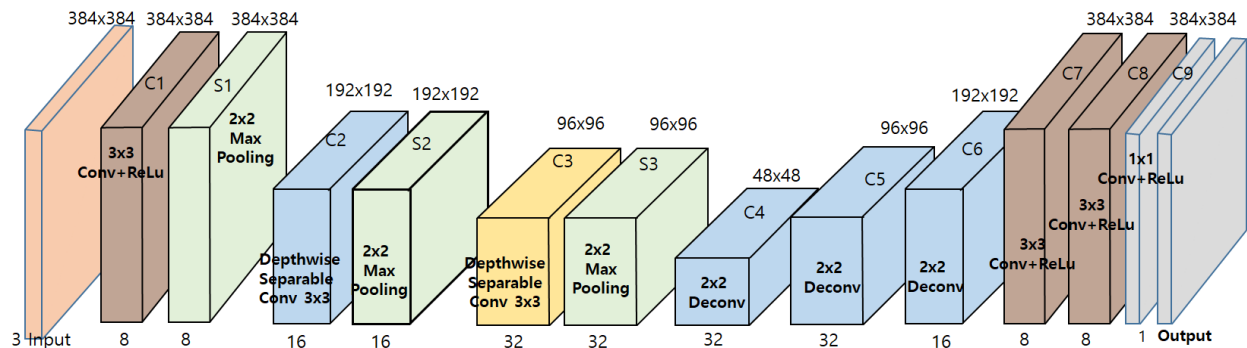 384x384 384x384 384x384
C1
S1
2x2
Max
Pooling
3x3
Conv+ReLu
192x192 192x192
C2
S2
Depthwise
Separable
Conv 3x3
2x2
Max
Pooling
96x96 96x96
C3
S3
Depthwise
Separable
Conv 3x3
2x2
Max
Pooling
48x48
C4
2x2
Deconv
96x96
C5
2x2
Deconv
192x192
C6
2x2
Deconv
384x384 384x384
C7
C8
C9
3x3
Conv+ReLu
3x3
Conv+ReLu
1x1
Conv+ReLu
3 Input 8 8 16 16 32 32 32 32 16 8 8 1 Output